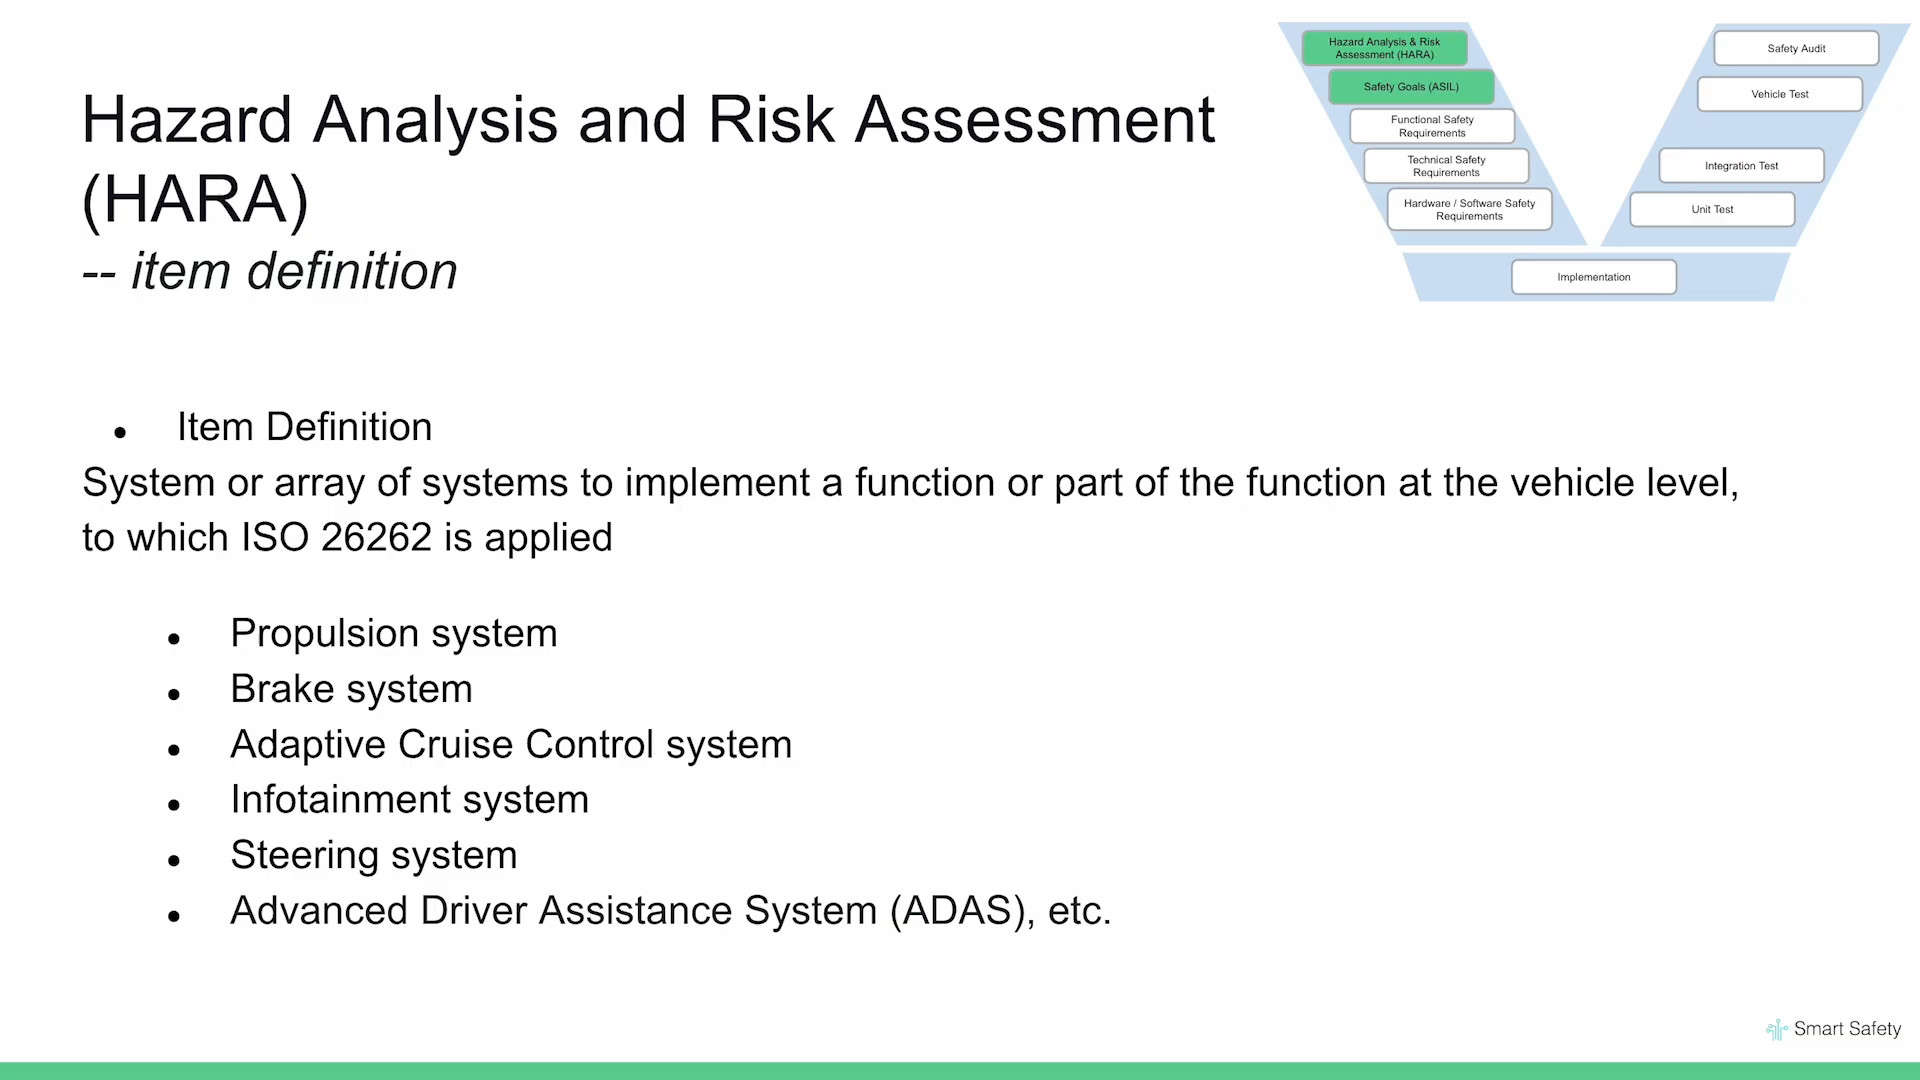 Hazard Analysis and Risk Assessment
(HARA)
-- item definition
Hazard Analysis & Risk
Assessment (HARA)
Safety Goals (ASIL)
Functional Safety
Requirements
Technical Safety
Requirements
Hardware / Software Safety
Requirements
Implementation
Safety Audit
Vehicle Test
Integration Test
Unit Test
● Item Definition
System or array of systems to implement a function or part of the function at the vehicle level,
to which ISO 26262 is applied
● Propulsion system
● Brake system
● Adaptive Cruise Control system
● Infotainment system
● Steering system
● Advanced Driver Assistance System (ADAS), etc.
Smart Safety